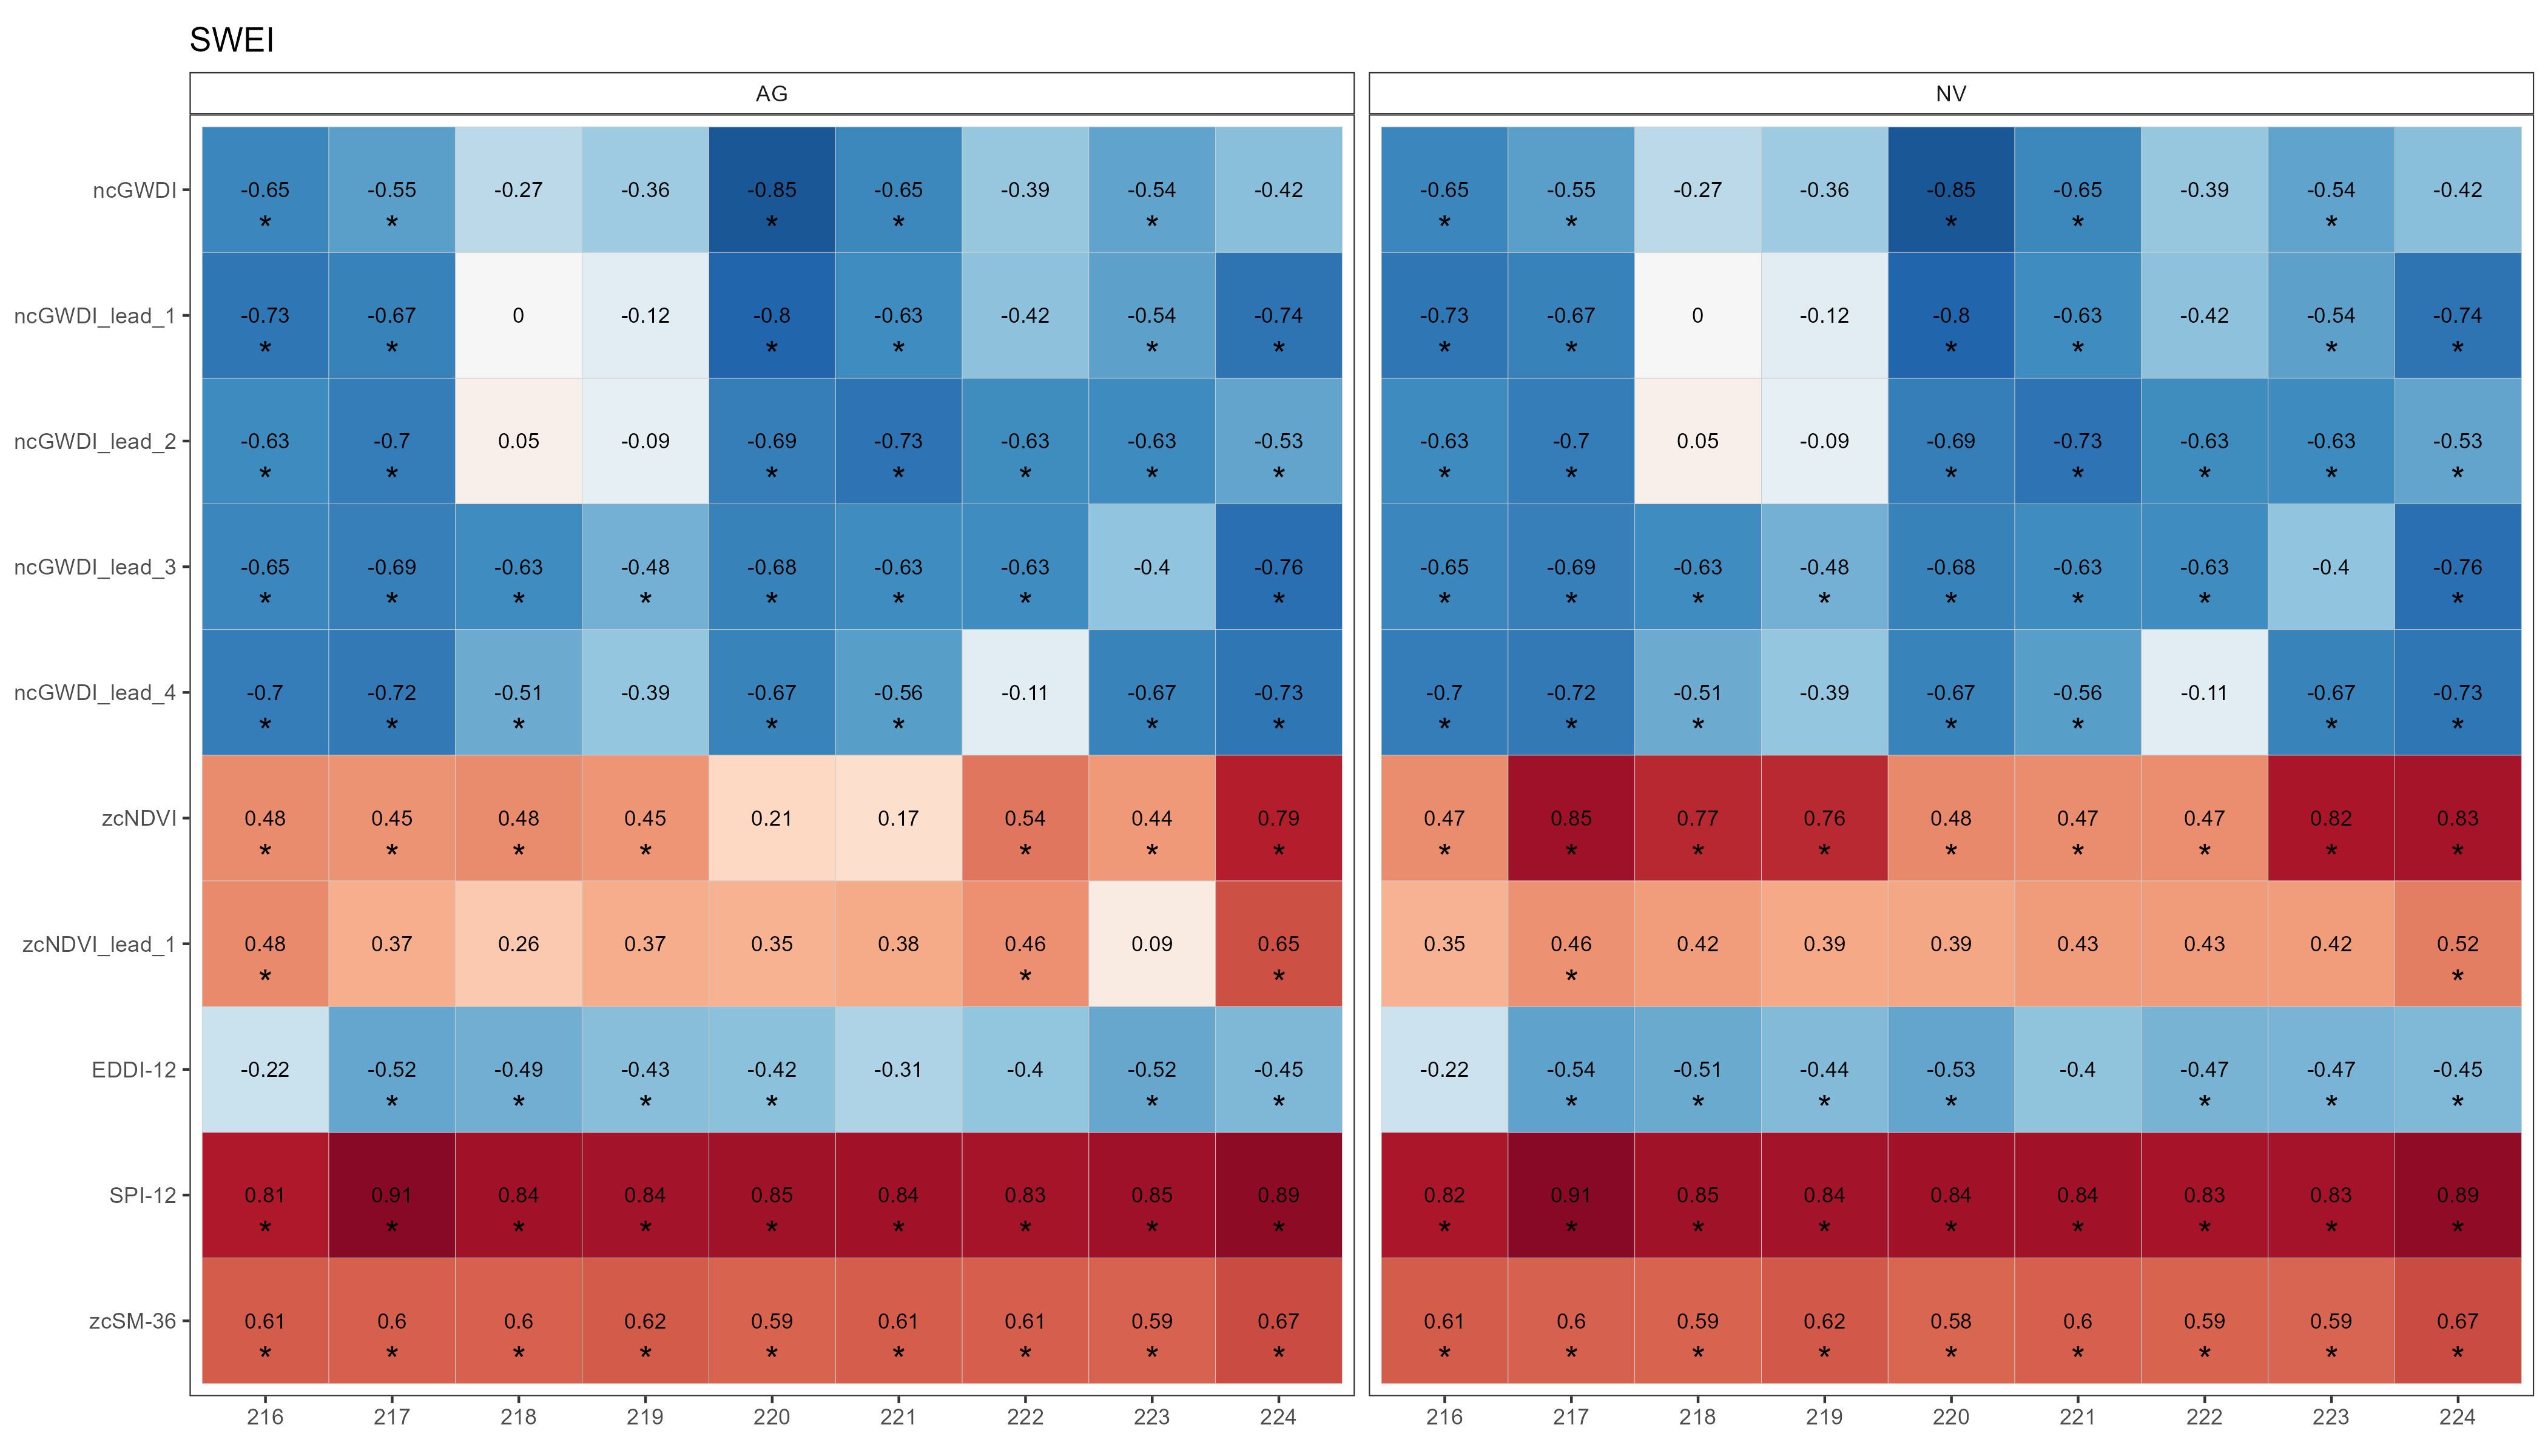 SWEI
AG NV
ncGWDI -0.65 -0.55 -0.27 -0.36 -0.85 -0.65 -0.39 -0.54 -0.42 -0.65 -0.55 -0.27 -0.36 -0.85 -0.65 -0.39 -0.54 -0.42
* * * * * * * * * *
ncGWDI_lead_1 -0.73 -0.67 0 -0.12 -0.8 -0.63 -0.42 -0.54 -0.74 -0.73 -0.67 0 -0.12 -0.8 -0.63 -0.42 -0.54 -0.74
* * * * * * * * * * * *
ncGWDI_lead_2 -0.63 -0.7 0.05 -0.09 -0.69 -0.73 -0.63 -0.63 -0.53 -0.63 -0.7 0.05 -0.09 -0.69 -0.73 -0.63 -0.63 -0.53
* * * * * * * * * * * * * *
ncGWDI_lead_3 -0.65 -0.69 -0.63 -0.48 -0.68 -0.63 -0.63 -0.4 -0.76 -0.65 -0.69 -0.63 -0.48 -0.68 -0.63 -0.63 -0.4 -0.76
* * * * * * * * * * * * * * * *
ncGWDI_lead_4 -0.7 -0.72 -0.51 -0.39 -0.67 -0.56 -0.11 -0.67 -0.73 -0.7 -0.72 -0.51 -0.39 -0.67 -0.56 -0.11 -0.67 -0.73
* * * * * * * * * * * * * *
zcNDVI 0.48 0.45 0.48 0.45 0.21 0.17 0.54 0.44 0.79 0.47 0.85 0.77 0.76 0.48 0.47 0.47 0.82 0.83
* * * * * * * * * * * * * * * *
zcNDVI_lead_1 0.48 0.37 0.26 0.37 0.35 0.38 0.46 0.09 0.65 0.35 0.46 0.42 0.39 0.39 0.43 0.43 0.42 0.52
* * * * *
EDDI-12 -0.22 -0.52 -0.49 -0.43 -0.42 -0.31 -0.4 -0.52 -0.45 -0.22 -0.54 -0.51 -0.44 -0.53 -0.4 -0.47 -0.47 -0.45
* * * * * * * * * * * * *
SPI-12 0.81 0.91 0.84 0.84 0.85 0.84 0.83 0.85 0.89 0.82 0.91 0.85 0.84 0.84 0.84 0.83 0.83 0.89
* * * * * * * * * * * * * * * * * *
zcSM-36 0.61 0.6 0.6 0.62 0.59 0.61 0.61 0.59 0.67 0.61 0.6 0.59 0.62 0.58 0.6 0.59 0.59 0.67
* * * * * * * * * * * * * * * * * *
216 217 218 219 220 221 222 223 224 216 217 218 219 220 221 222 223 224